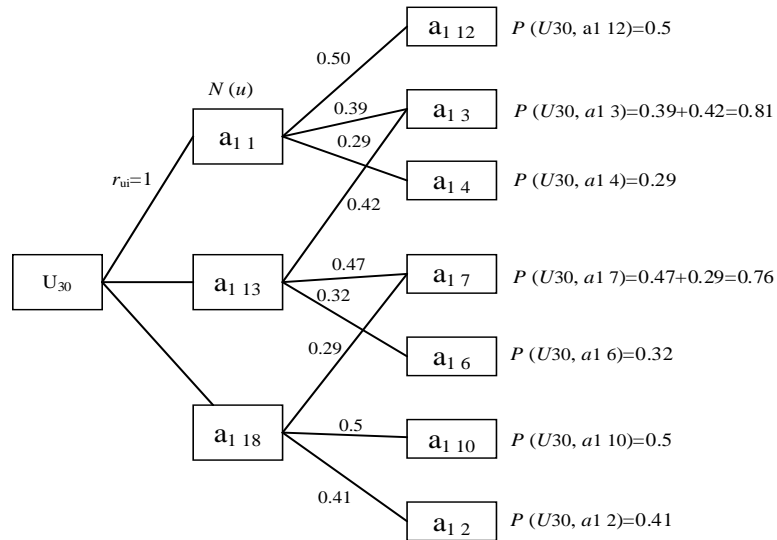 a1 12 P (U30, a1 12)=0.5
0.50
N (u)
0.39
a1 3 P (U30, a1 3)=0.39+0.42=0.81
a1 1
0.29
a1 4 P (U30, a1 4)=0.29
rui=1
0.42
0.47
a1 7 P (U30, a1 7)=0.47+0.29=0.76
U30
a1 13
0.32
0.29
a1 6 P (U30, a1 6)=0.32
a1 18
0.5
a1 10 P (U30, a1 10)=0.5
0.41
a1 2 P (U30, a1 2)=0.41